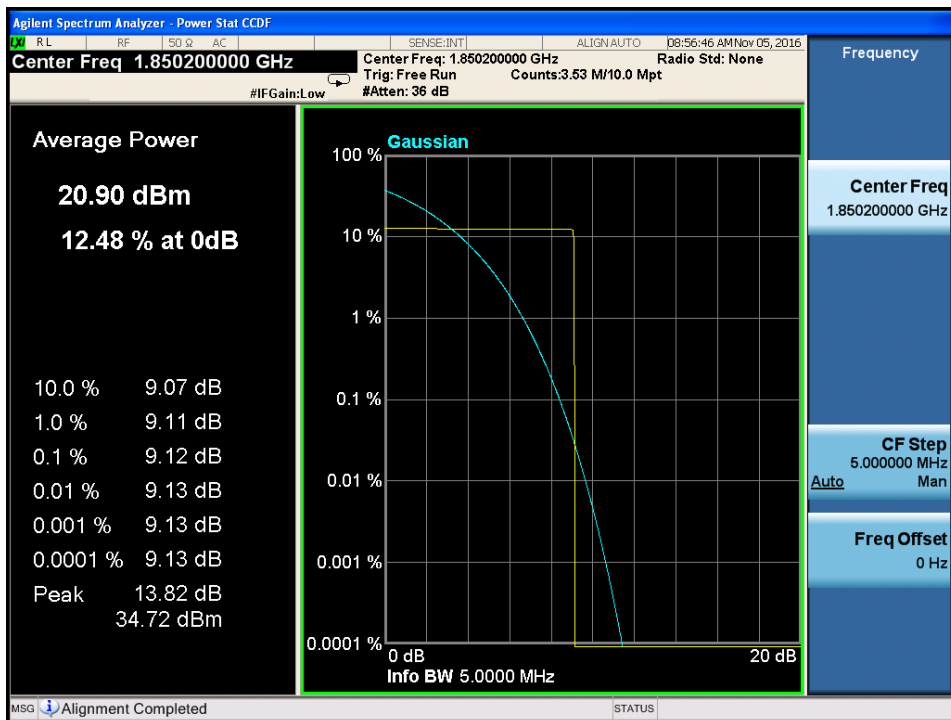 Agilent Spectrum Analyzer - Power Stat CCDF
LXI RL RF 50 Ω AC SENSE:INT ALIGN AUTO 08:56:46 AM Nov 05, 2016
Center Freq 1.850200000 GHz
#IFGain:Low
Center Freq: 1.850200000 GHz Radio Std: None
Trig: Free Run Counts:3.53 M/10.0 Mpt
#Atten: 36 dB
Average Power
20.90 dBm
12.48 % at 0dB
10.0 % 9.07 dB
1.0 % 9.11 dB
0.1 % 9.12 dB
0.01 % 9.13 dB
0.001 % 9.13 dB
0.0001 % 9.13 dB
Peak 13.82 dB
34.72 dBm
Gaussian
100 %
10 %
1 %
0.1 %
0.01 %
0.001 %
0.0001 %
0 dB 20 dB
Info BW 5.0000 MHz
Frequency
Center Freq
1.850200000 GHz
CF Step
5.000000 MHz
Auto Man
Freq Offset
0 Hz
MSG Alignment Completed STATUS